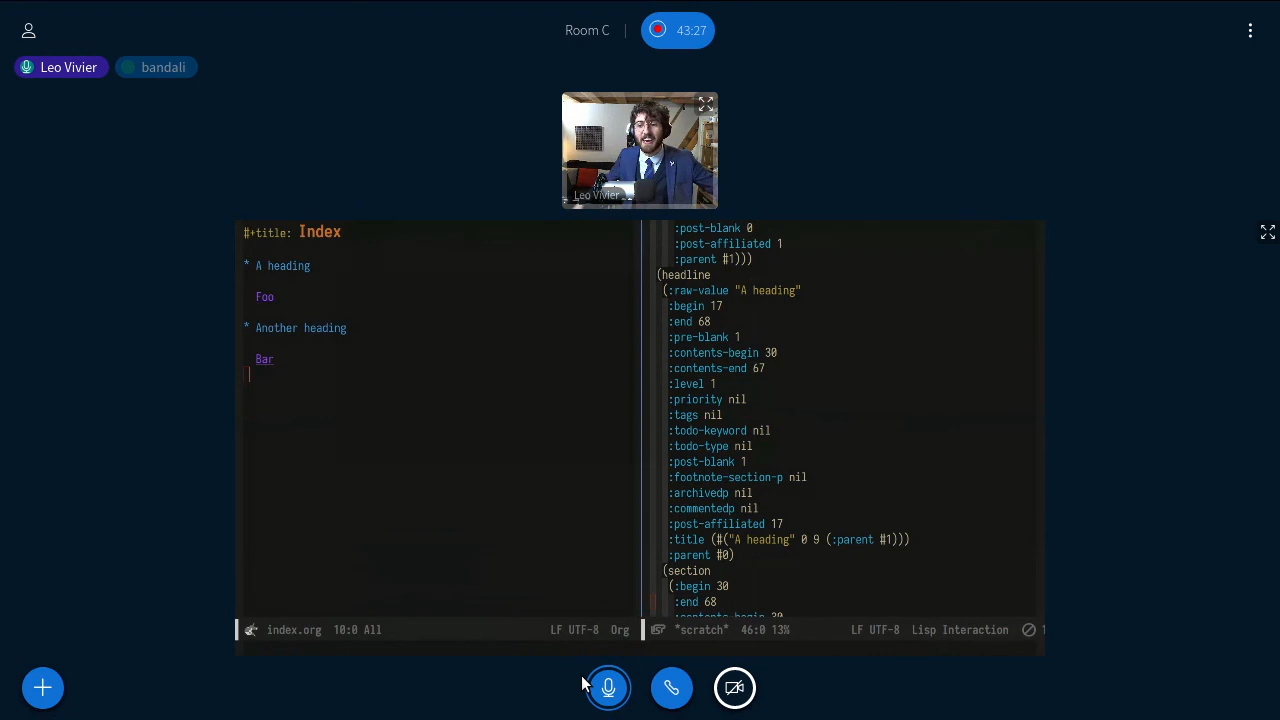 Room C
43:27
Leo Vivier
bandali
Leo Vivier
#+title: Index
* A heading
Foo
* Another heading
Bar
index.org 10:0 All
LF UTF-8 Org
:post-blank 0
:post-affiliated 1
:parent #1)))
(headline
(:raw-value "A heading"
:begin 17
:end 68
:pre-blank 1
:contents-begin 30
:contents-end 67
:level 1
:priority nil
:tags nil
:todo-keyword nil
:todo-type nil
:post-blank 1
:footnote-section-p nil
:archivedp nil
:commentedp nil
:post-affiliated 17
:title (#("A heading" 0 9 (:parent #1)))
:parent #0)
(section
(:begin 30
:end 68
:contents-begin 30
*scratch* 46:0 13%
LF UTF-8 Lisp Interaction
1